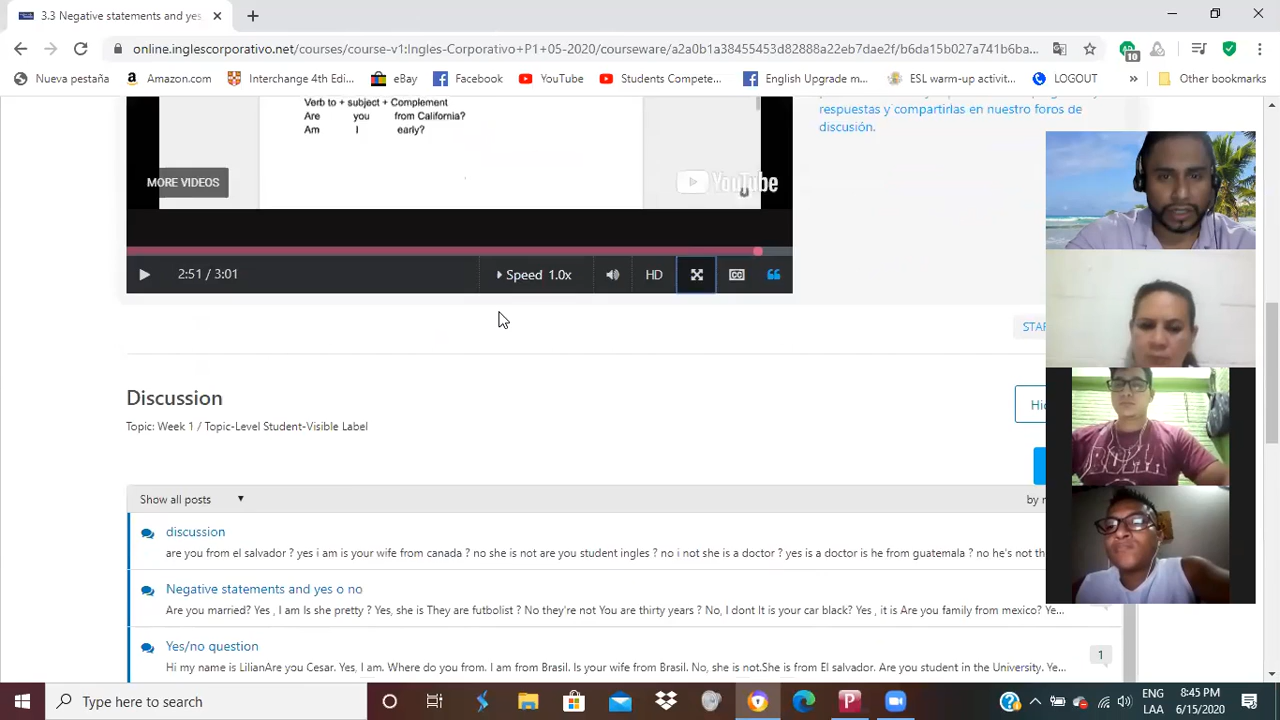 3.3 Negative statements and yes
online.inglescorporativo.net/courses/course-v1:Ingles-Corporativo+P1+05-2020/courseware/a2a0b1a38455453d82888a22eb7dae2f/b6da15b027a741b6ba...
10
Nueva pestaña
Amazon.com
Interchange 4th Edi...
eBay
Facebook
YouTube
Students Compete...
English Upgrade m...
ESL warm-up activit...
LOGOUT
»
Other bookmarks
Verb to + subject + Complement
Are you from California?
Am I early?
respuestas y compartirlas en nuestro foros de
discusión.
MORE VIDEOS
YouTube
2:51 / 3:01
Speed 1.0x
HD
CC
Discussion
Topic: Week 1 / Topic-Level Student-Visible Label
Show all posts
discussion
are you from el salvador ? yes i am is your wife from canada ? no she is not are you student ingles ? no i not she is a doctor ? yes is a doctor is he from guatemala ? no he's not th...
Negative statements and yes o no
Are you married? Yes , I am Is she pretty ? Yes, she is They are futbolist ? No they're not You are thirty years ? No, I dont It is your car black? Yes , it is Are you family from mexico? Ye...
Yes/no question
1
Hi my name is LilianAre you Cesar. Yes, I am. Where do you from. I am from Brasil. Is your wife from Brasil. No, she is not.She is from El salvador. Are you student in the University. Ye...
Type here to search
ENG
LAA
8:45 PM
6/15/2020